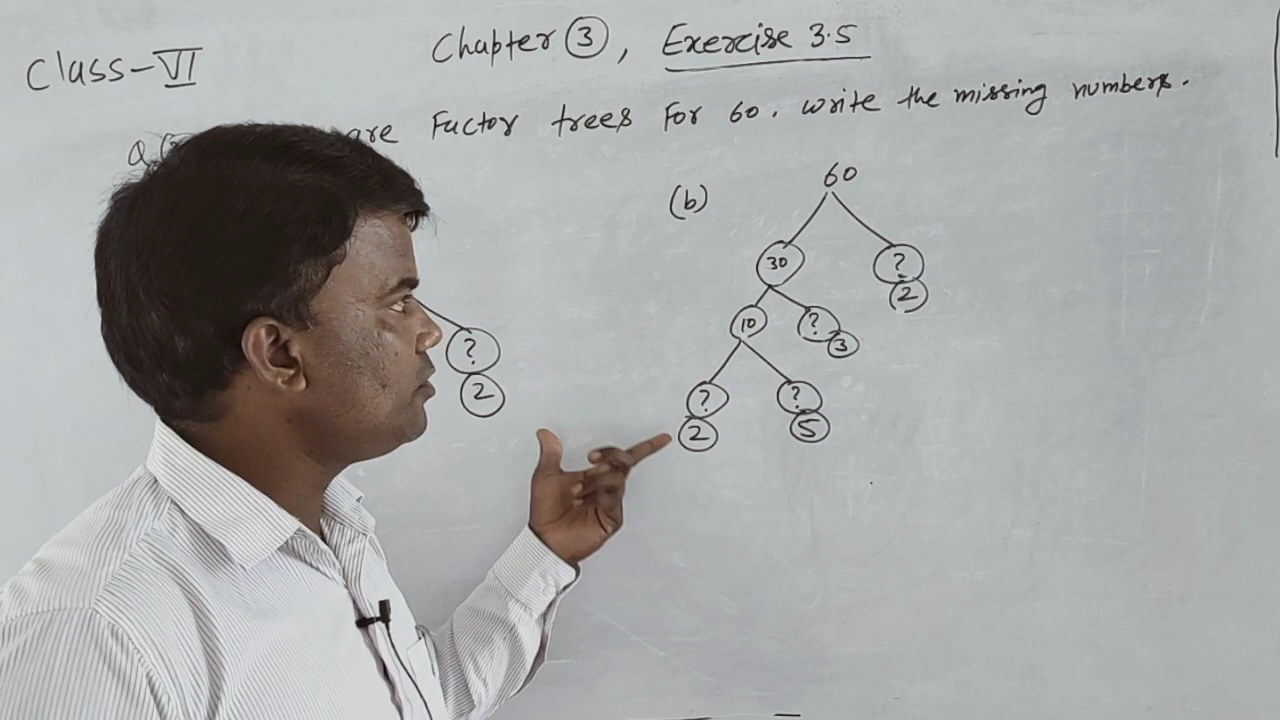 Class-VI
Chapter 3, Exercise 3.5
are Factor trees For 60. write the missing numbers.
(b)
60
30 ?
2
10 ?
3
? ?
2 5
?
2